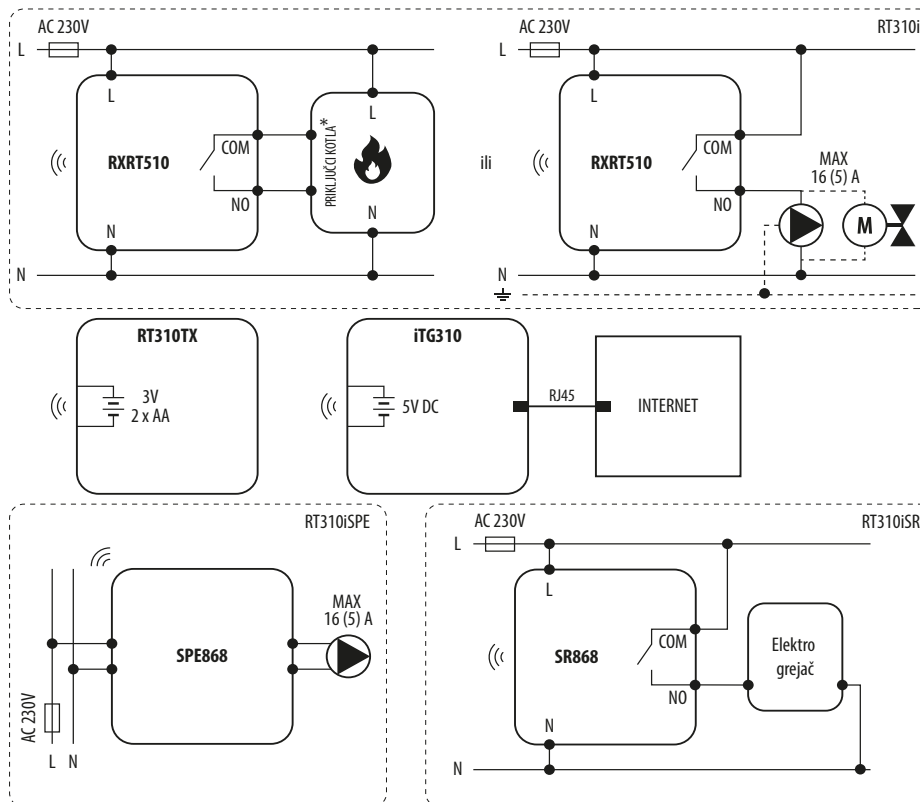 AC 230V
L
L
RXRT510
COM
NO
N
N
PRIKLJUČCI KOTLA*
L
N
ili
RT310i
AC 230V
L
L
RXRT510
COM
NO
N
N
MAX
16 (5) A
M
RT310TX
3V
2 x AA
iTG310
5V DC
RJ45
INTERNET
RT310iSPE
SPE868
MAX
16 (5) A
AC 230V
L N
RT310iSR
AC 230V
L
L
SR868
COM
NO
N
N
Elektro
grejač